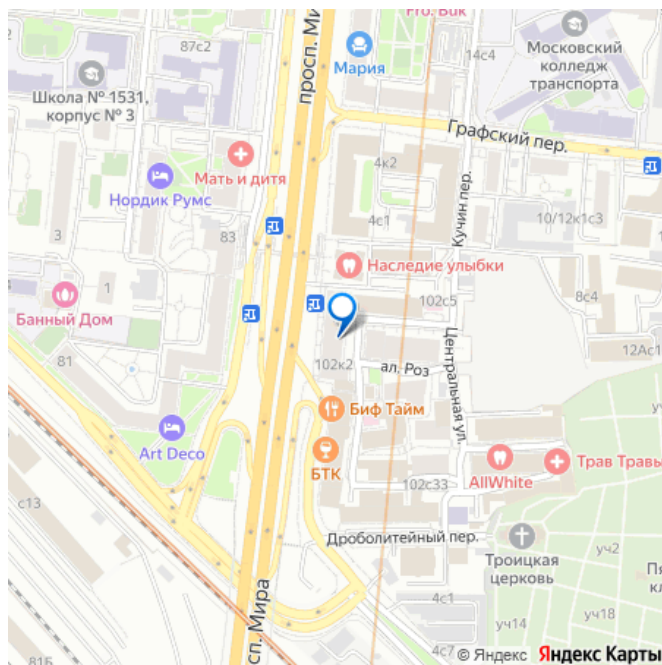 Pro. Buk
87с2
просп. Ми
Мария
14с4
Московский
колледж
транспорта
Школа № 1531,
корпус № 3
Графский пер.
Мать и дитя
4к2
Нордик Румс
Кучин пер.
4с1
10/12к1с3
3
83
Наследие улыбки
1
102с5
8с4
Банный Дом
Центральная ул.
12Ас1
81
102к2
ал. Роз
Биф Тайм
Art Deco
БТК
AllWhite
Трав Травы
102с33
с13
Дроболитейный пер.
Троицкая
церковь
уч2
сп. Мира
4с1
уч14
уч18
81Б
4с7
© Яндекс Яндекс Карты